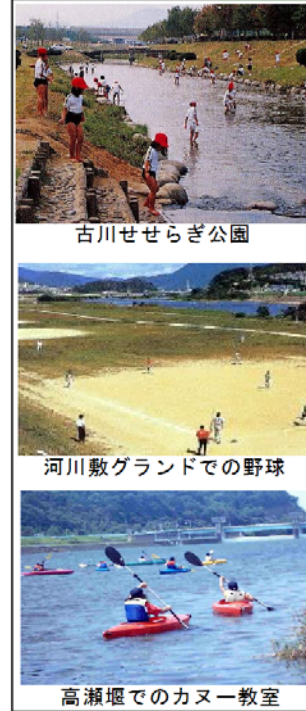 古川せせらぎ公園
河川敷グランドでの野球
高瀬堰でのカヌー教室